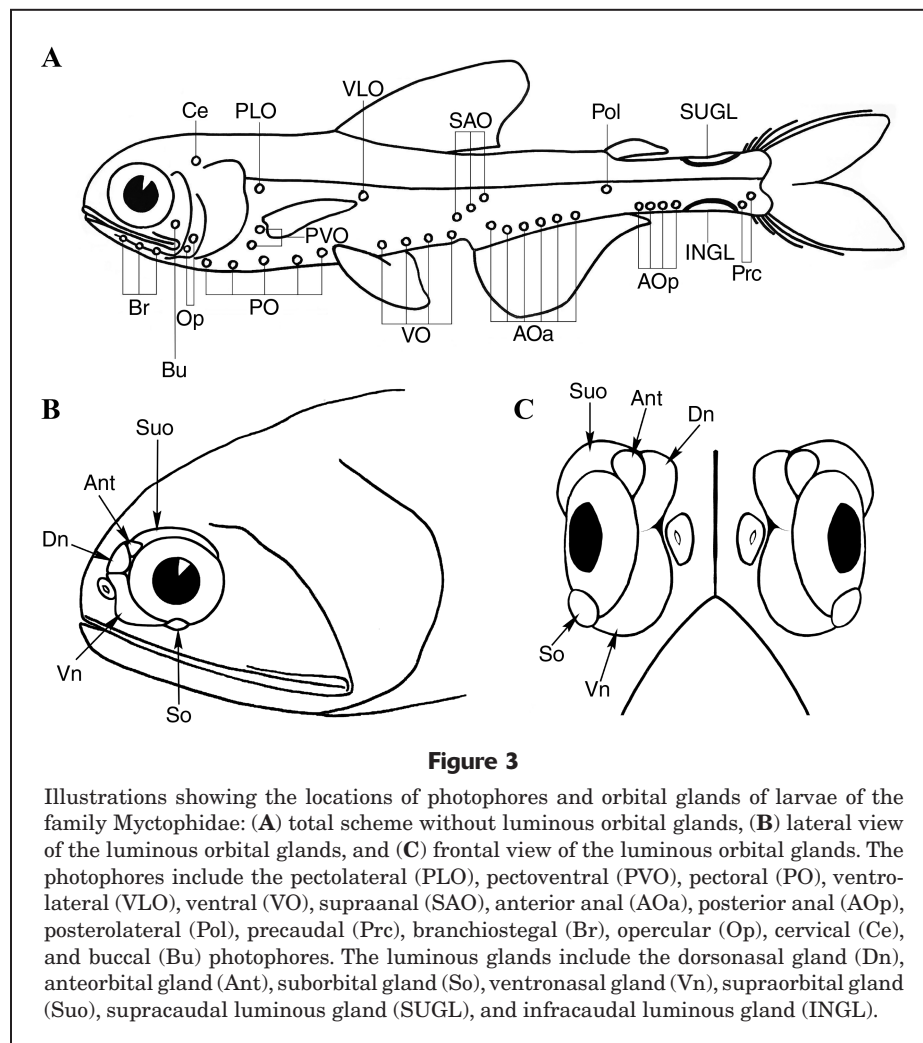 A
Ce
PLO
VLO
SAO
Pol
SUGL
PVO
Br
Op
PO
Bu
VO
AOa
AOp
INGL
Prc
B
Suo
Ant
Dn
Vn
So
C
Suo
Ant
Dn
So
Vn
Figure 3
Illustrations showing the locations of photophores and orbital glands of larvae of the
family Myctophidae: (A) total scheme without luminous orbital glands, (B) lateral view
of the luminous orbital glands, and (C) frontal view of the luminous orbital glands. The
photophores include the pectolateral (PLO), pectoventral (PVO), pectoral (PO), ventro-
lateral (VLO), ventral (VO), supraanal (SAO), anterior anal (AOa), posterior anal (AOp),
posterolateral (Pol), precaudal (Prc), branchiostegal (Br), opercular (Op), cervical (Ce),
and buccal (Bu) photophores. The luminous glands include the dorsonasal gland (Dn),
anteorbital gland (Ant), suborbital gland (So), ventronasal gland (Vn), supraorbital gland
(Suo), supracaudal luminous gland (SUGL), and infracaudal luminous gland (INGL).